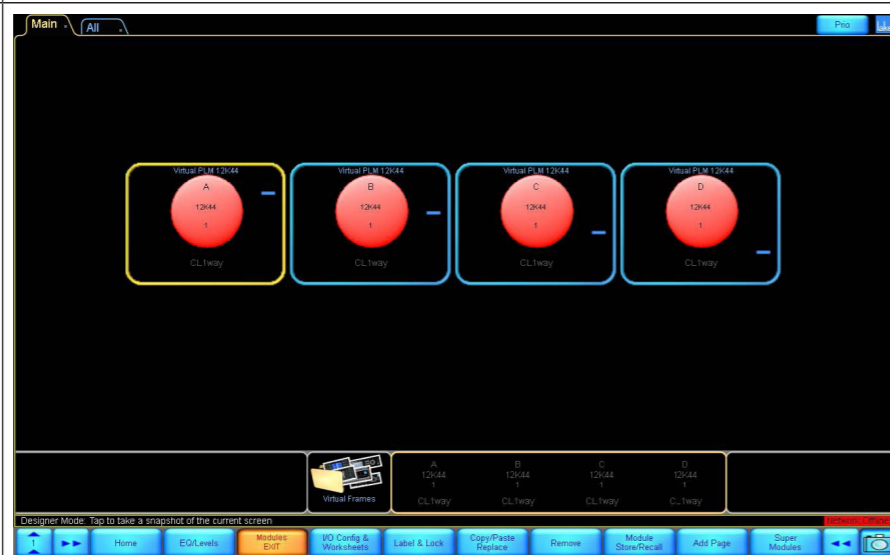 Main
All
Prio
lake
Virtual PLM 12K44
A
12K44
1
CL1way
Virtual PLM 12K44
B
12K44
1
CL1way
Virtual PLM 12K44
C
12K44
1
CL1way
Virtual PLM 12K44
D
12K44
1
CL1way
Virtual Frames
A
12K44
1
CL1way
B
12K44
1
CL1way
C
12K44
1
CL1way
D
12K44
1
CL1way
Designer Mode: Tap to take a snapshot of the current screen
Network: Offline
1
Home
EQ/Levels
Modules
EXIT
I/O Config &
Worksheets
Label & Lock
Copy/Paste
Replace
Remove
Module
Store/Recall
Add Page
Super
Modules